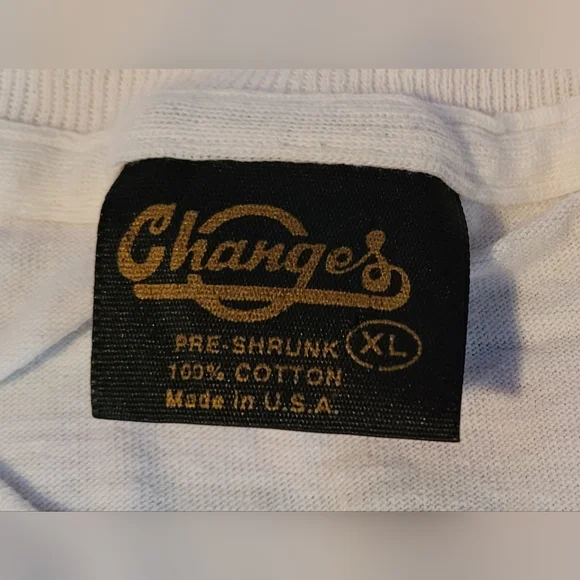 Changes
PRE-SHRUNK XL
100% COTTON
Made in U.S.A.